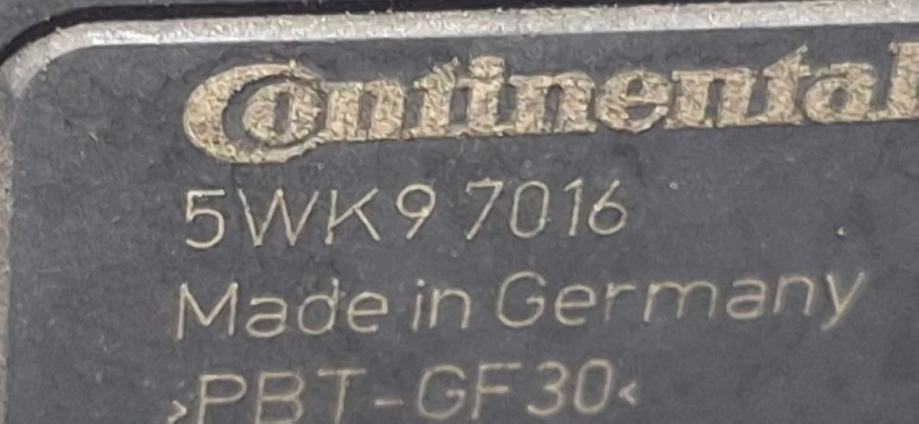 Continental
5WK9 7016
Made in Germany
>PBT-GF30<